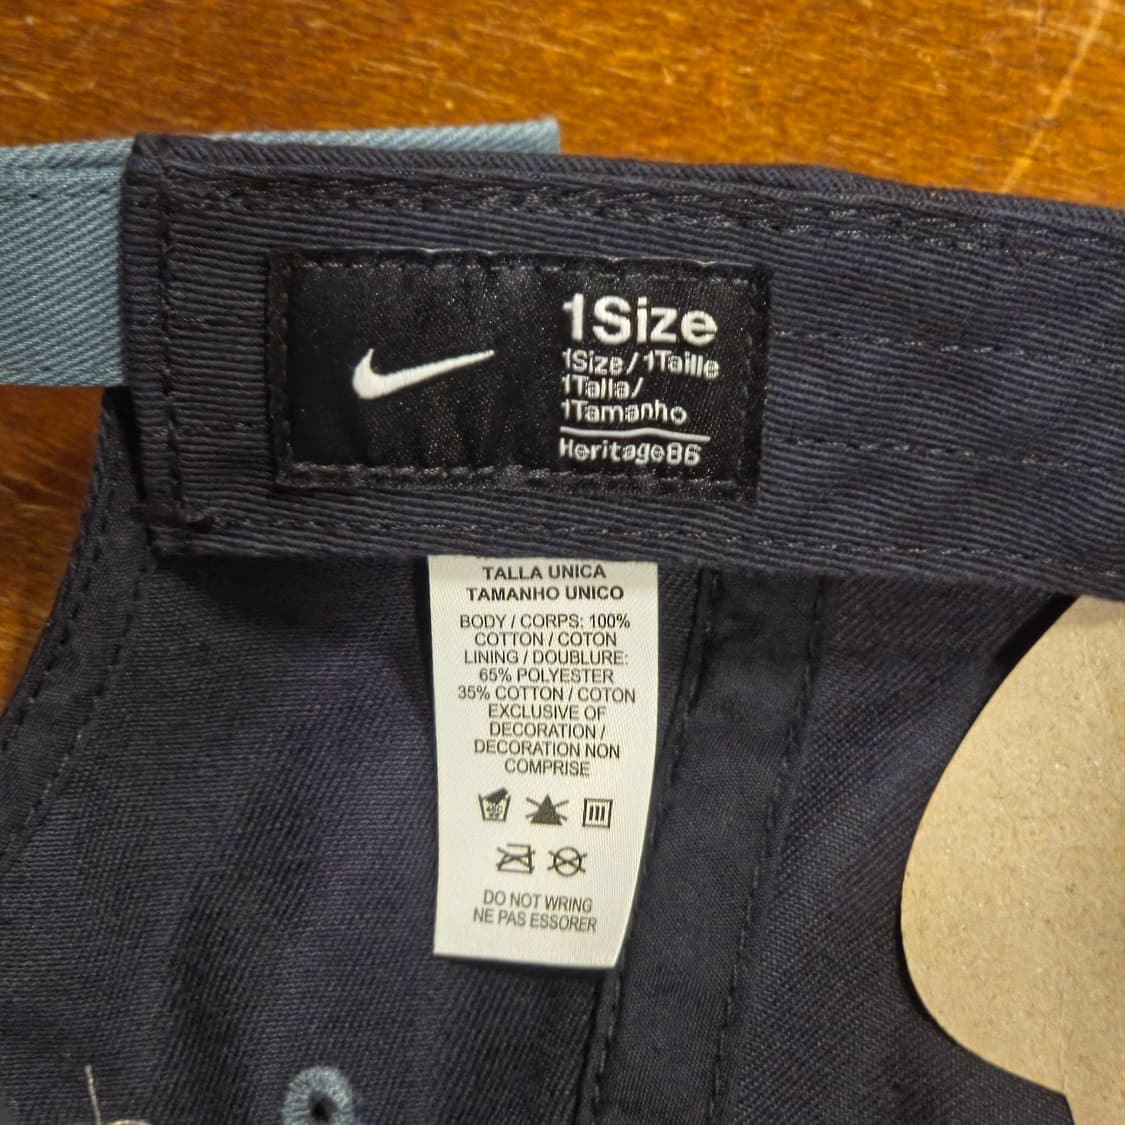 1Size
1Size / 1Taille
1Talla/
1Tamanho
Heritage86
TALLA UNICA
TAMANHO UNICO
BODY / CORPS: 100%
COTTON / COTON
LINING / DOUBLURE:
65% POLYESTER
35% COTTON / COTON
EXCLUSIVE OF
DECORATION /
DECORATION NON
COMPRISE
DO NOT WRING
NE PAS ESSORER